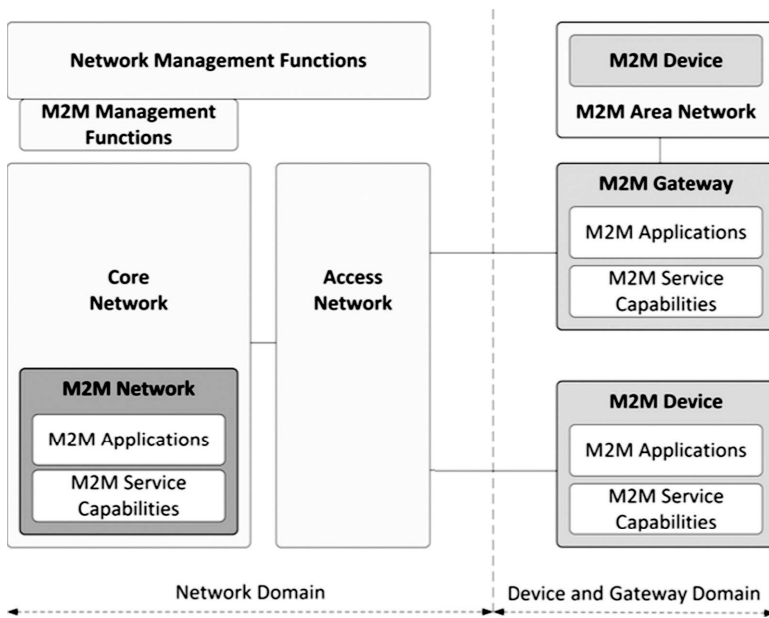 Network Management Functions
M2M Management
Functions
Core
Network
M2M Network
M2M Applications
M2M Service
Capabilities
Access
Network
M2M Device
M2M Area Network
M2M Gateway
M2M Applications
M2M Service
Capabilities
M2M Device
M2M Applications
M2M Service
Capabilities
Network Domain
Device and Gateway Domain